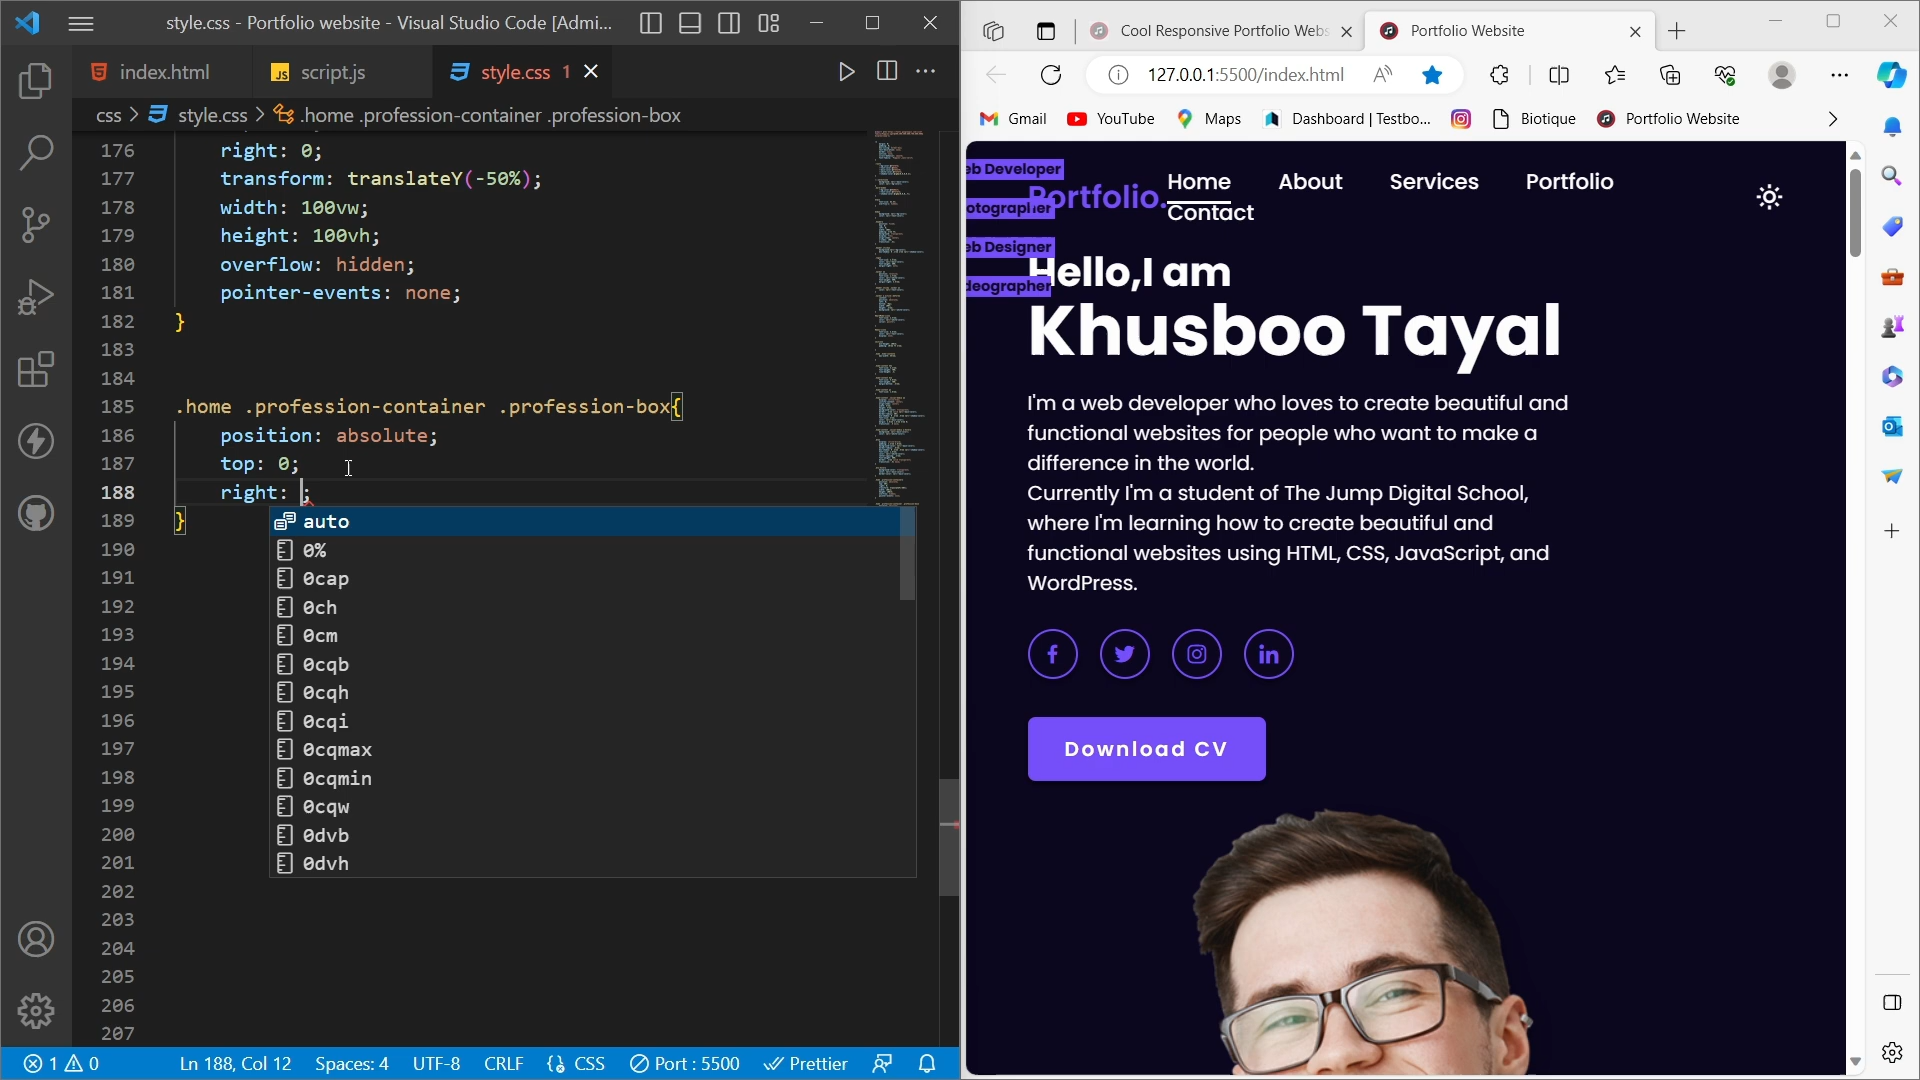 style.css - Portfolio website - Visual Studio Code [Admi...
index.html
JS script.js
style.css 1
css > style.css > .home .profession-container .profession-box
176 right: 0;
177 transform: translateY(-50%);
178 width: 100vw;
179 height: 100vh;
180 overflow: hidden;
181 pointer-events: none;
182 }
183
184
185 .home .profession-container .profession-box{
186 position: absolute;
187 top: 0;
188 right: ;
189 }
190
191
192
193
194
195
196
197
198
199
200
201
202
203
204
205
206
207
auto
0%
0cap
0ch
0cm
0cqb
0cqh
0cqi
0cqmax
0cqmin
0cqw
0dvb
0dvh
1 0 Ln 188, Col 12 Spaces: 4 UTF-8 CRLF {} CSS Port : 5500 Prettier
Cool Responsive Portfolio Webs
Portfolio Website
127.0.0.1:5500/index.html
Gmail YouTube Maps Dashboard | Testbo... Biotique Portfolio Website
eb Developer
otographer
eb Designer
deographer
Portfolio.
Home About Services Portfolio
Contact
Hello,I am
Khusboo Tayal
I'm a web developer who loves to create beautiful and
functional websites for people who want to make a
difference in the world.
Currently I'm a student of The Jump Digital School,
where I'm learning how to create beautiful and
functional websites using HTML, CSS, JavaScript, and
WordPress.
Download CV